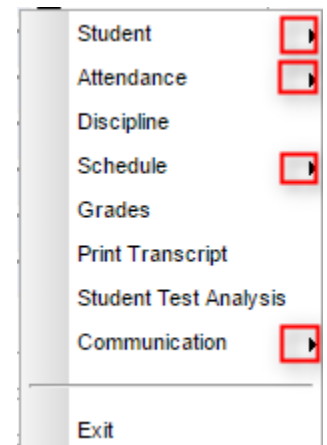 Student
Attendance
Discipline
Schedule
Grades
Print Transcript
Student Test Analysis
Communication
Exit